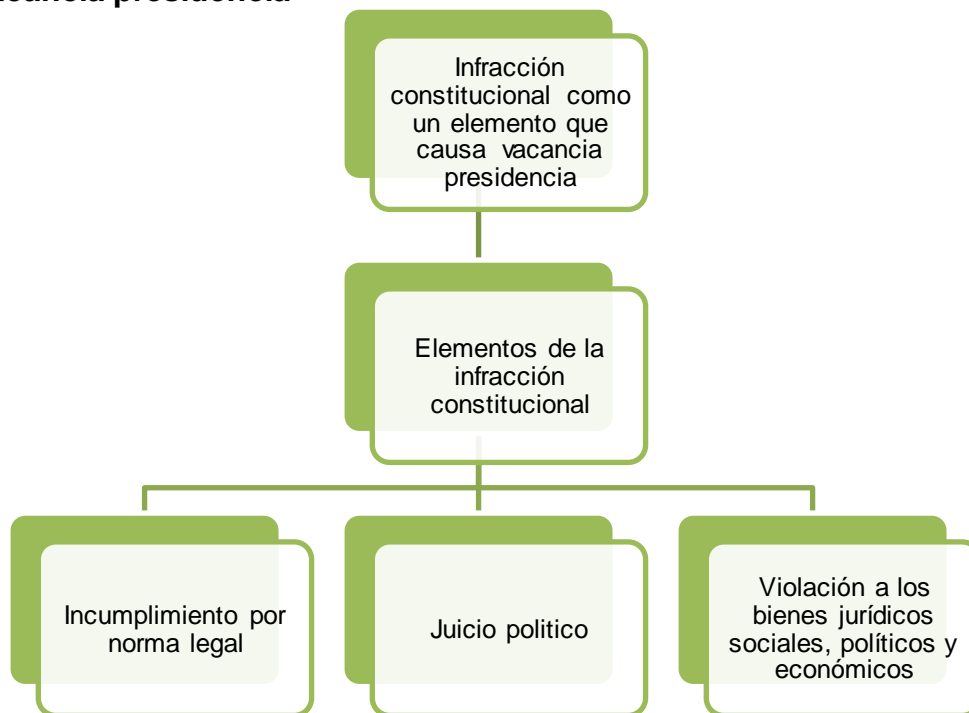 Infracción
constitucional como
un elemento que
causa vacancia
presidencia
Elementos de la
infracción
constitucional
Incumplimiento por
norma legal
Juicio politico
Violación a los
bienes jurídicos
sociales, políticos y
económicos